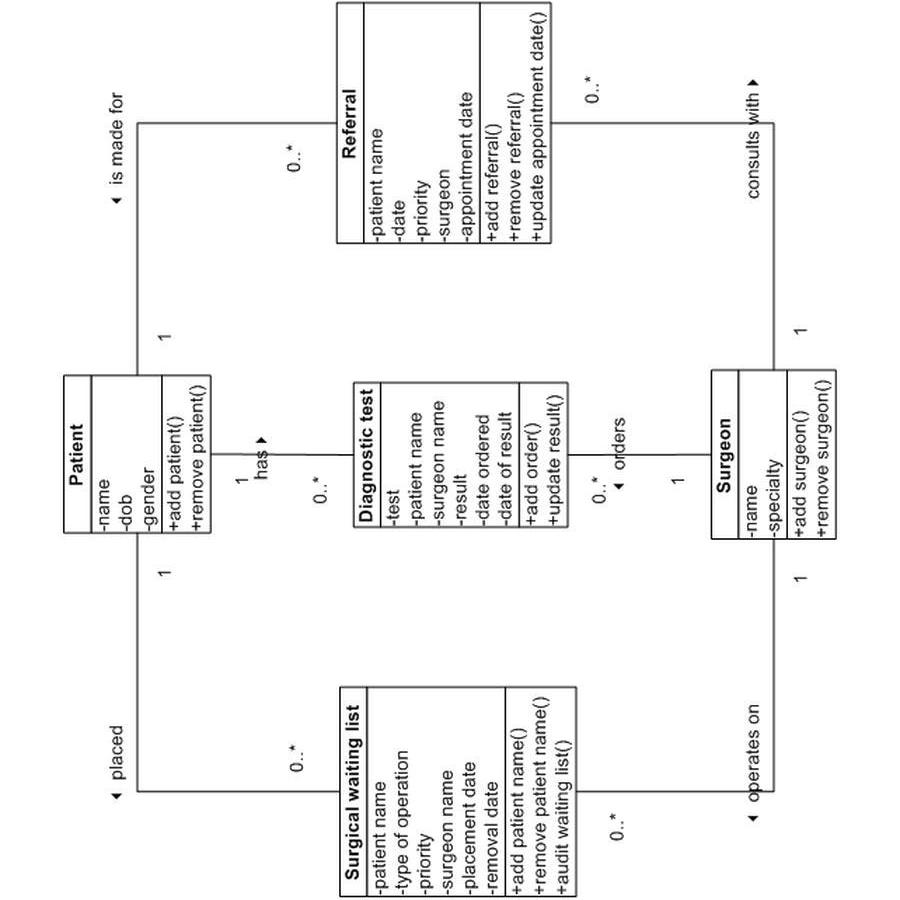 placed
Patient
-name
-dob
-gender
+add patient()
+remove patient()
is made for
1
1
1
has
0..*
0..*
0..*
Surgical waiting list
-patient name
-type of operation
-priority
-surgeon name
-placement date
-removal date
+add patient name()
+remove patient name()
+audit waiting list()
Diagnostic test
-test
-patient name
-surgeon name
-result
-date ordered
-date of result
+add order()
+update result()
Referral
-patient name
-date
-priority
-surgeon
-appointment date
+add referral()
+remove referral()
+update appointment date()
0..*
0..*
orders
0..*
1
operates on
Surgeon
-name
-specialty
+add surgeon()
+remove surgeon()
consults with
1
1